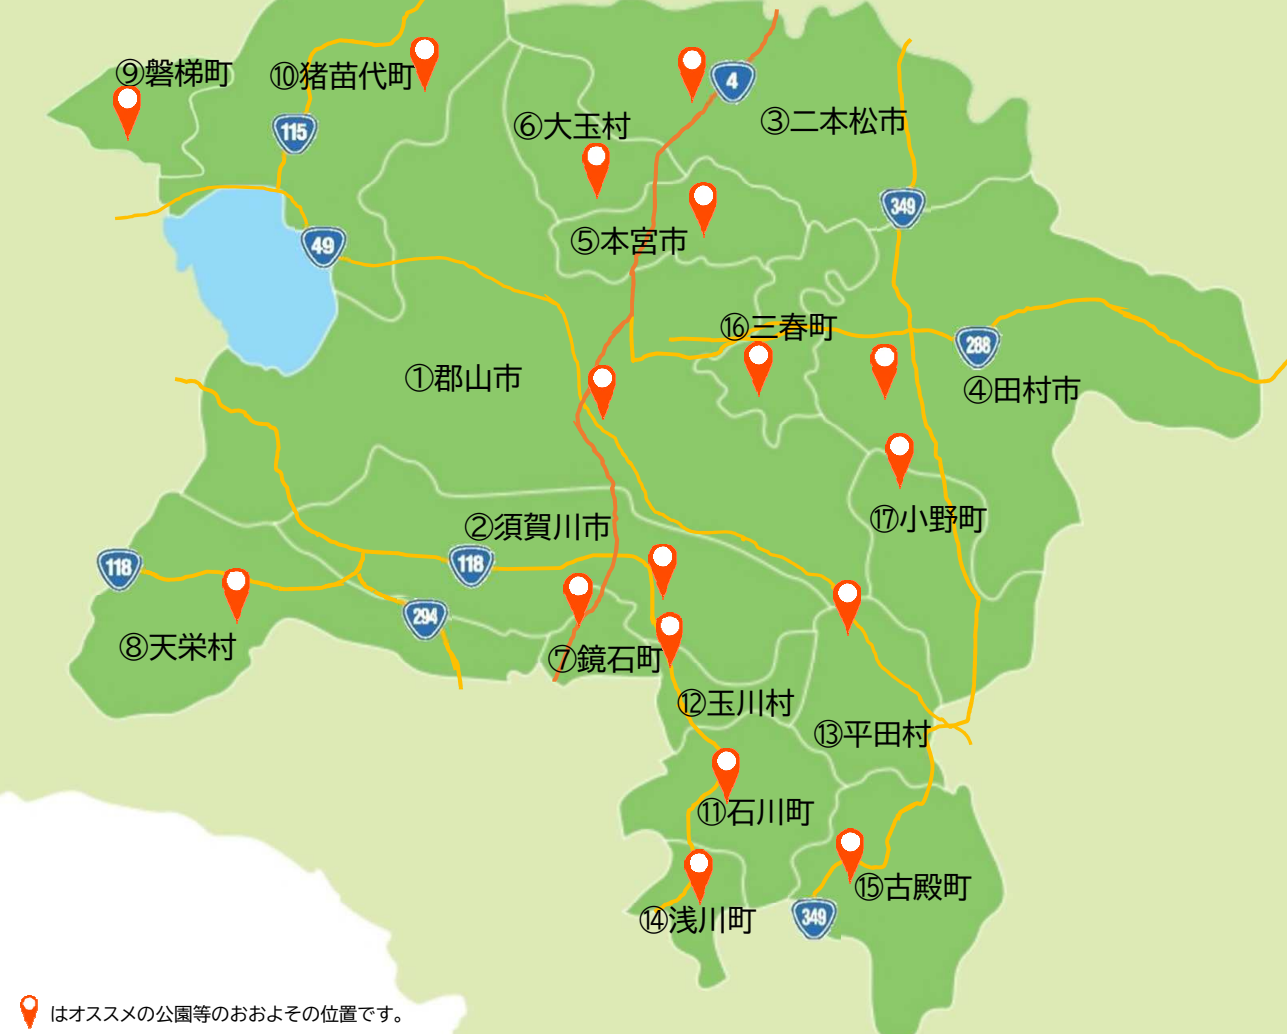 ⑨磐梯町
⑩猪苗代町
4
⑥大玉村
③二本松市
115
349
⑤本宮市
49
⑯三春町
288
①郡山市
④田村市
②須賀川市
⑰小野町
118
118
294
⑧天栄村
⑦鏡石町
⑫玉川村
⑬平田村
⑪石川町
⑮古殿町
⑭浅川町
349
はオススメの公園等のおおよその位置です。